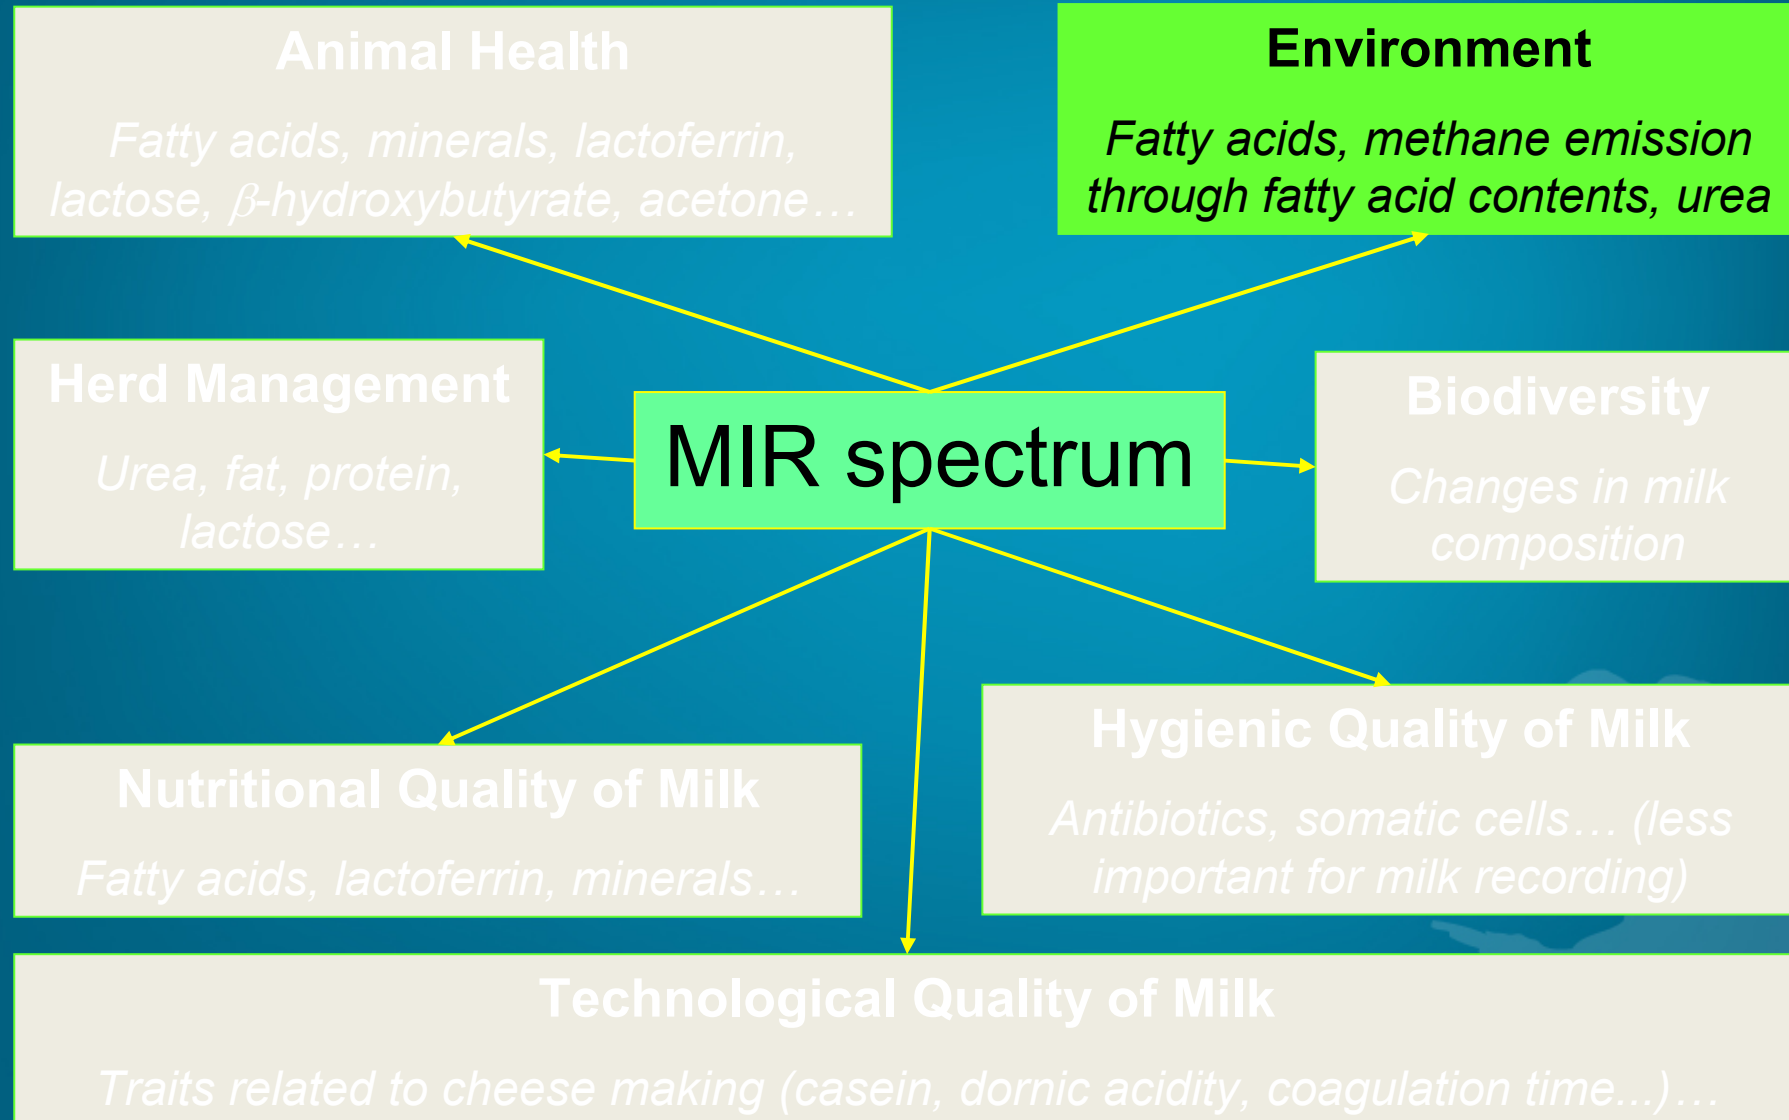 Animal Health
Fatty acids, minerals, lactoferrin,
lactose, β-hydroxybutyrate, acetone…
Environment
Fatty acids, methane emission
through fatty acid contents, urea
Herd Management
Urea, fat, protein,
lactose…
MIR spectrum
Biodiversity
Changes in milk
composition
Nutritional Quality of Milk
Fatty acids, lactoferrin, minerals…
Hygienic Quality of Milk
Antibiotics, somatic cells… (less
important for milk recording)
Technological Quality of Milk
Traits related to cheese making (casein, dornic acidity, coagulation time...)…